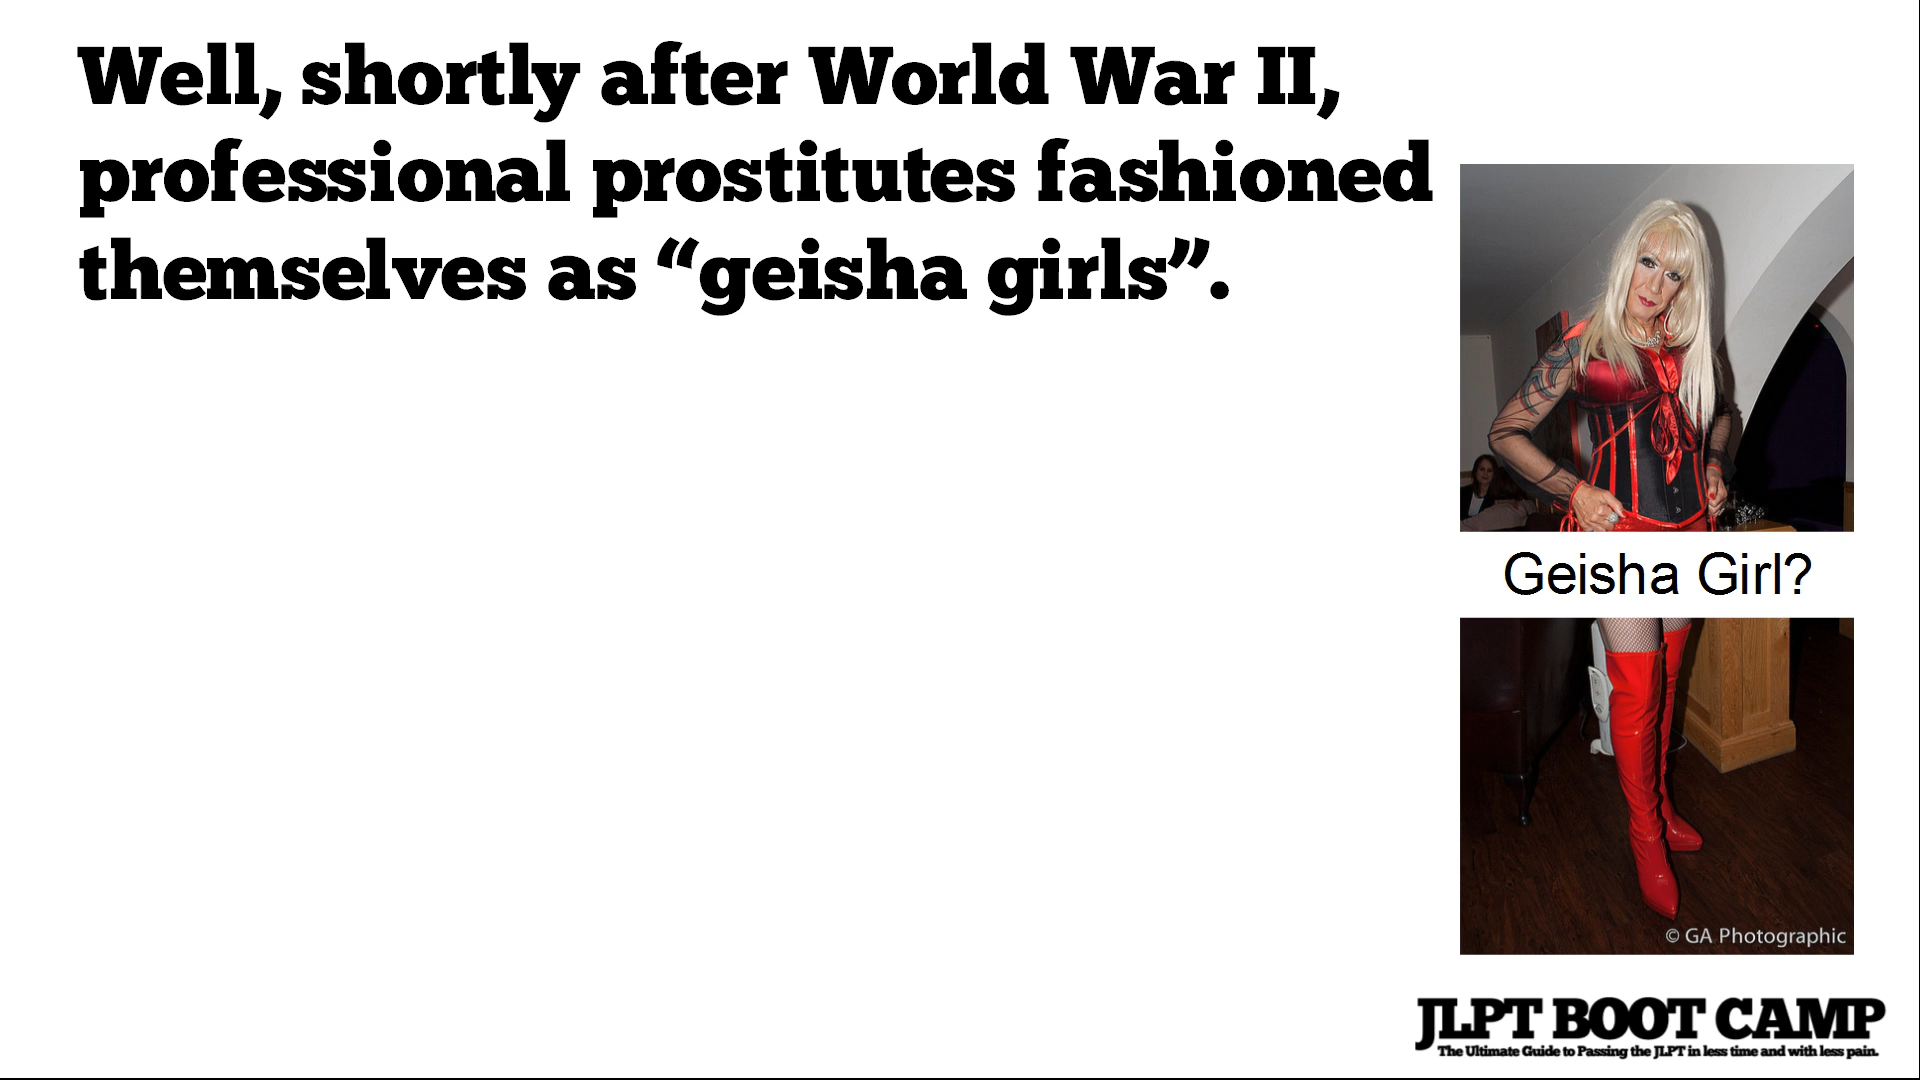 Well, shortly after World War II,
professional prostitutes fashioned
themselves as “geisha girls”.
Geisha Girl?
© GA Photographic
JLPT BOOT CAMP
The Ultimate Guide to Passing the JLPT in less time and with less pain.